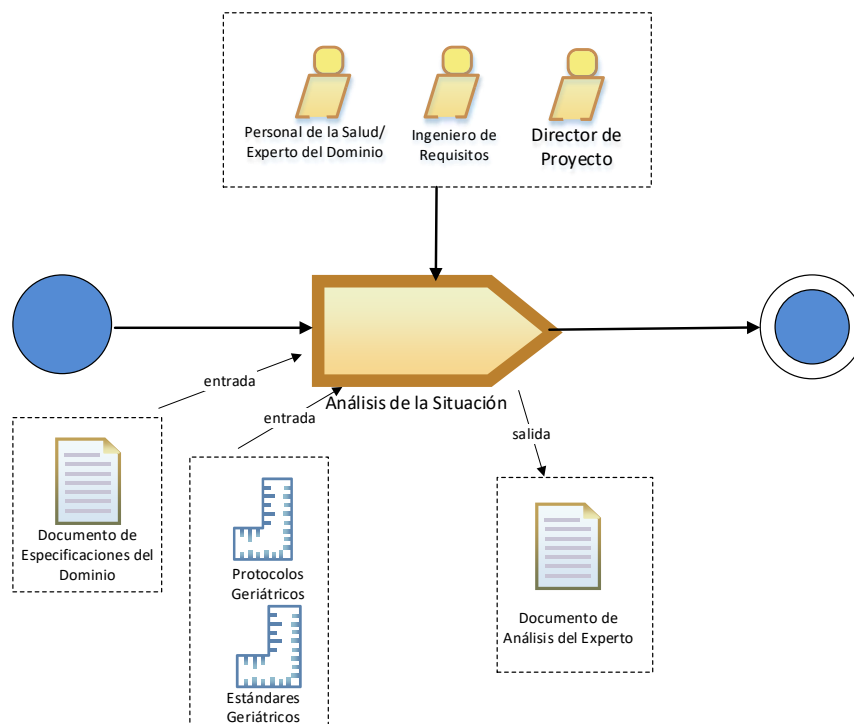 Personal de la Salud/
Experto del Dominio
Ingeniero de
Requisitos
Director de
Proyecto
entrada
entrada
Análisis de la Situación
salida
Documento de
Especificaciones del
Dominio
Protocolos
Geriátricos
Estándares
Geriátricos
Documento de
Análisis del Experto